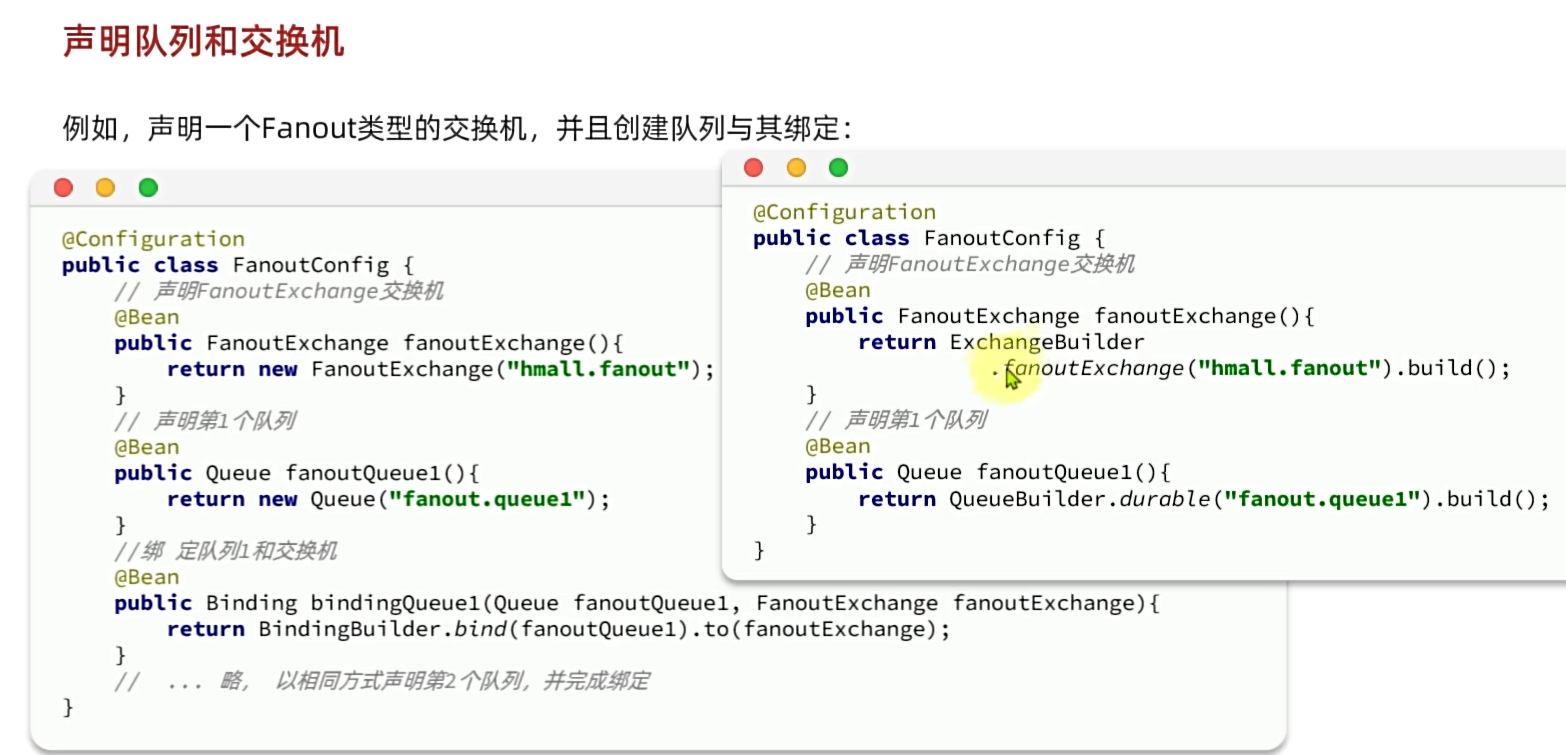 声明队列和交换机
例如，声明一个Fanout类型的交换机，并且创建队列与其绑定：
@Configuration
public class FanoutConfig {
// 声明FanoutExchange交换机
@Bean
public FanoutExchange fanoutExchange(){
return new FanoutExchange("hmall.fanout");
}
// 声明第1个队列
@Bean
public Queue fanoutQueue1(){
return new Queue("fanout.queue1");
}
//绑 定队列1和交换机
@Bean
public Binding bindingQueue1(Queue fanoutQueue1, FanoutExchange fanoutExchange){
return BindingBuilder.bind(fanoutQueue1).to(fanoutExchange);
}
// ... 略， 以相同方式声明第2个队列，并完成绑定
}
@Configuration
public class FanoutConfig {
// 声明FanoutExchange交换机
@Bean
public FanoutExchange fanoutExchange(){
return ExchangeBuilder
.fanoutExchange("hmall.fanout").build();
}
// 声明第1个队列
@Bean
public Queue fanoutQueue1(){
return QueueBuilder.durable("fanout.queue1").build();
}
}